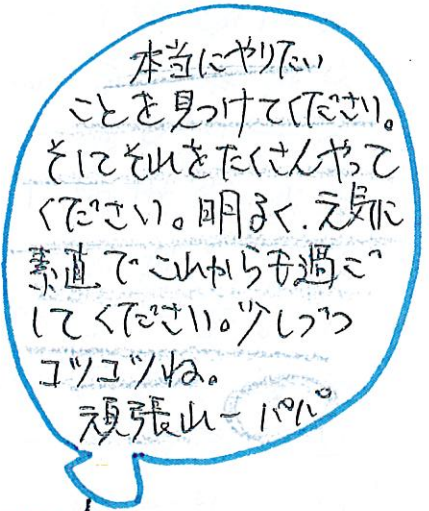 本当にやりたい
ことを見つけてください。
そしてそれをたくさんやって
ください。明るく、元気に
素直でこれからも過ご
してください。少しづつ
コツコツね。
頑張れー パパ